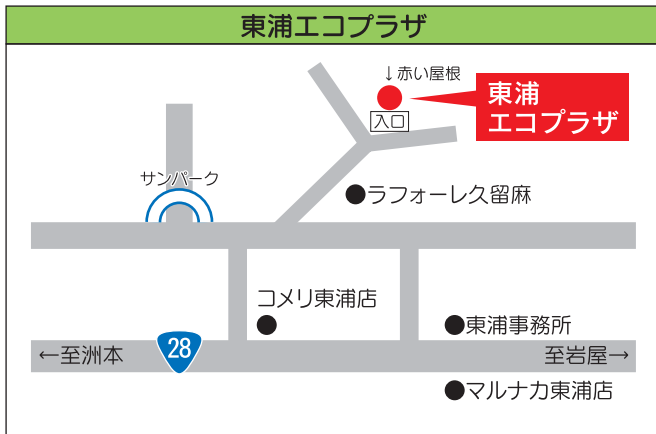 東浦エコプラザ
↓赤い屋根
東浦
エコプラザ
入口
サンパーク
●ラフォーレ久留麻
コメリ東浦店
●
●東浦事務所
←至洲本
28
至岩屋→
●マルナカ東浦店